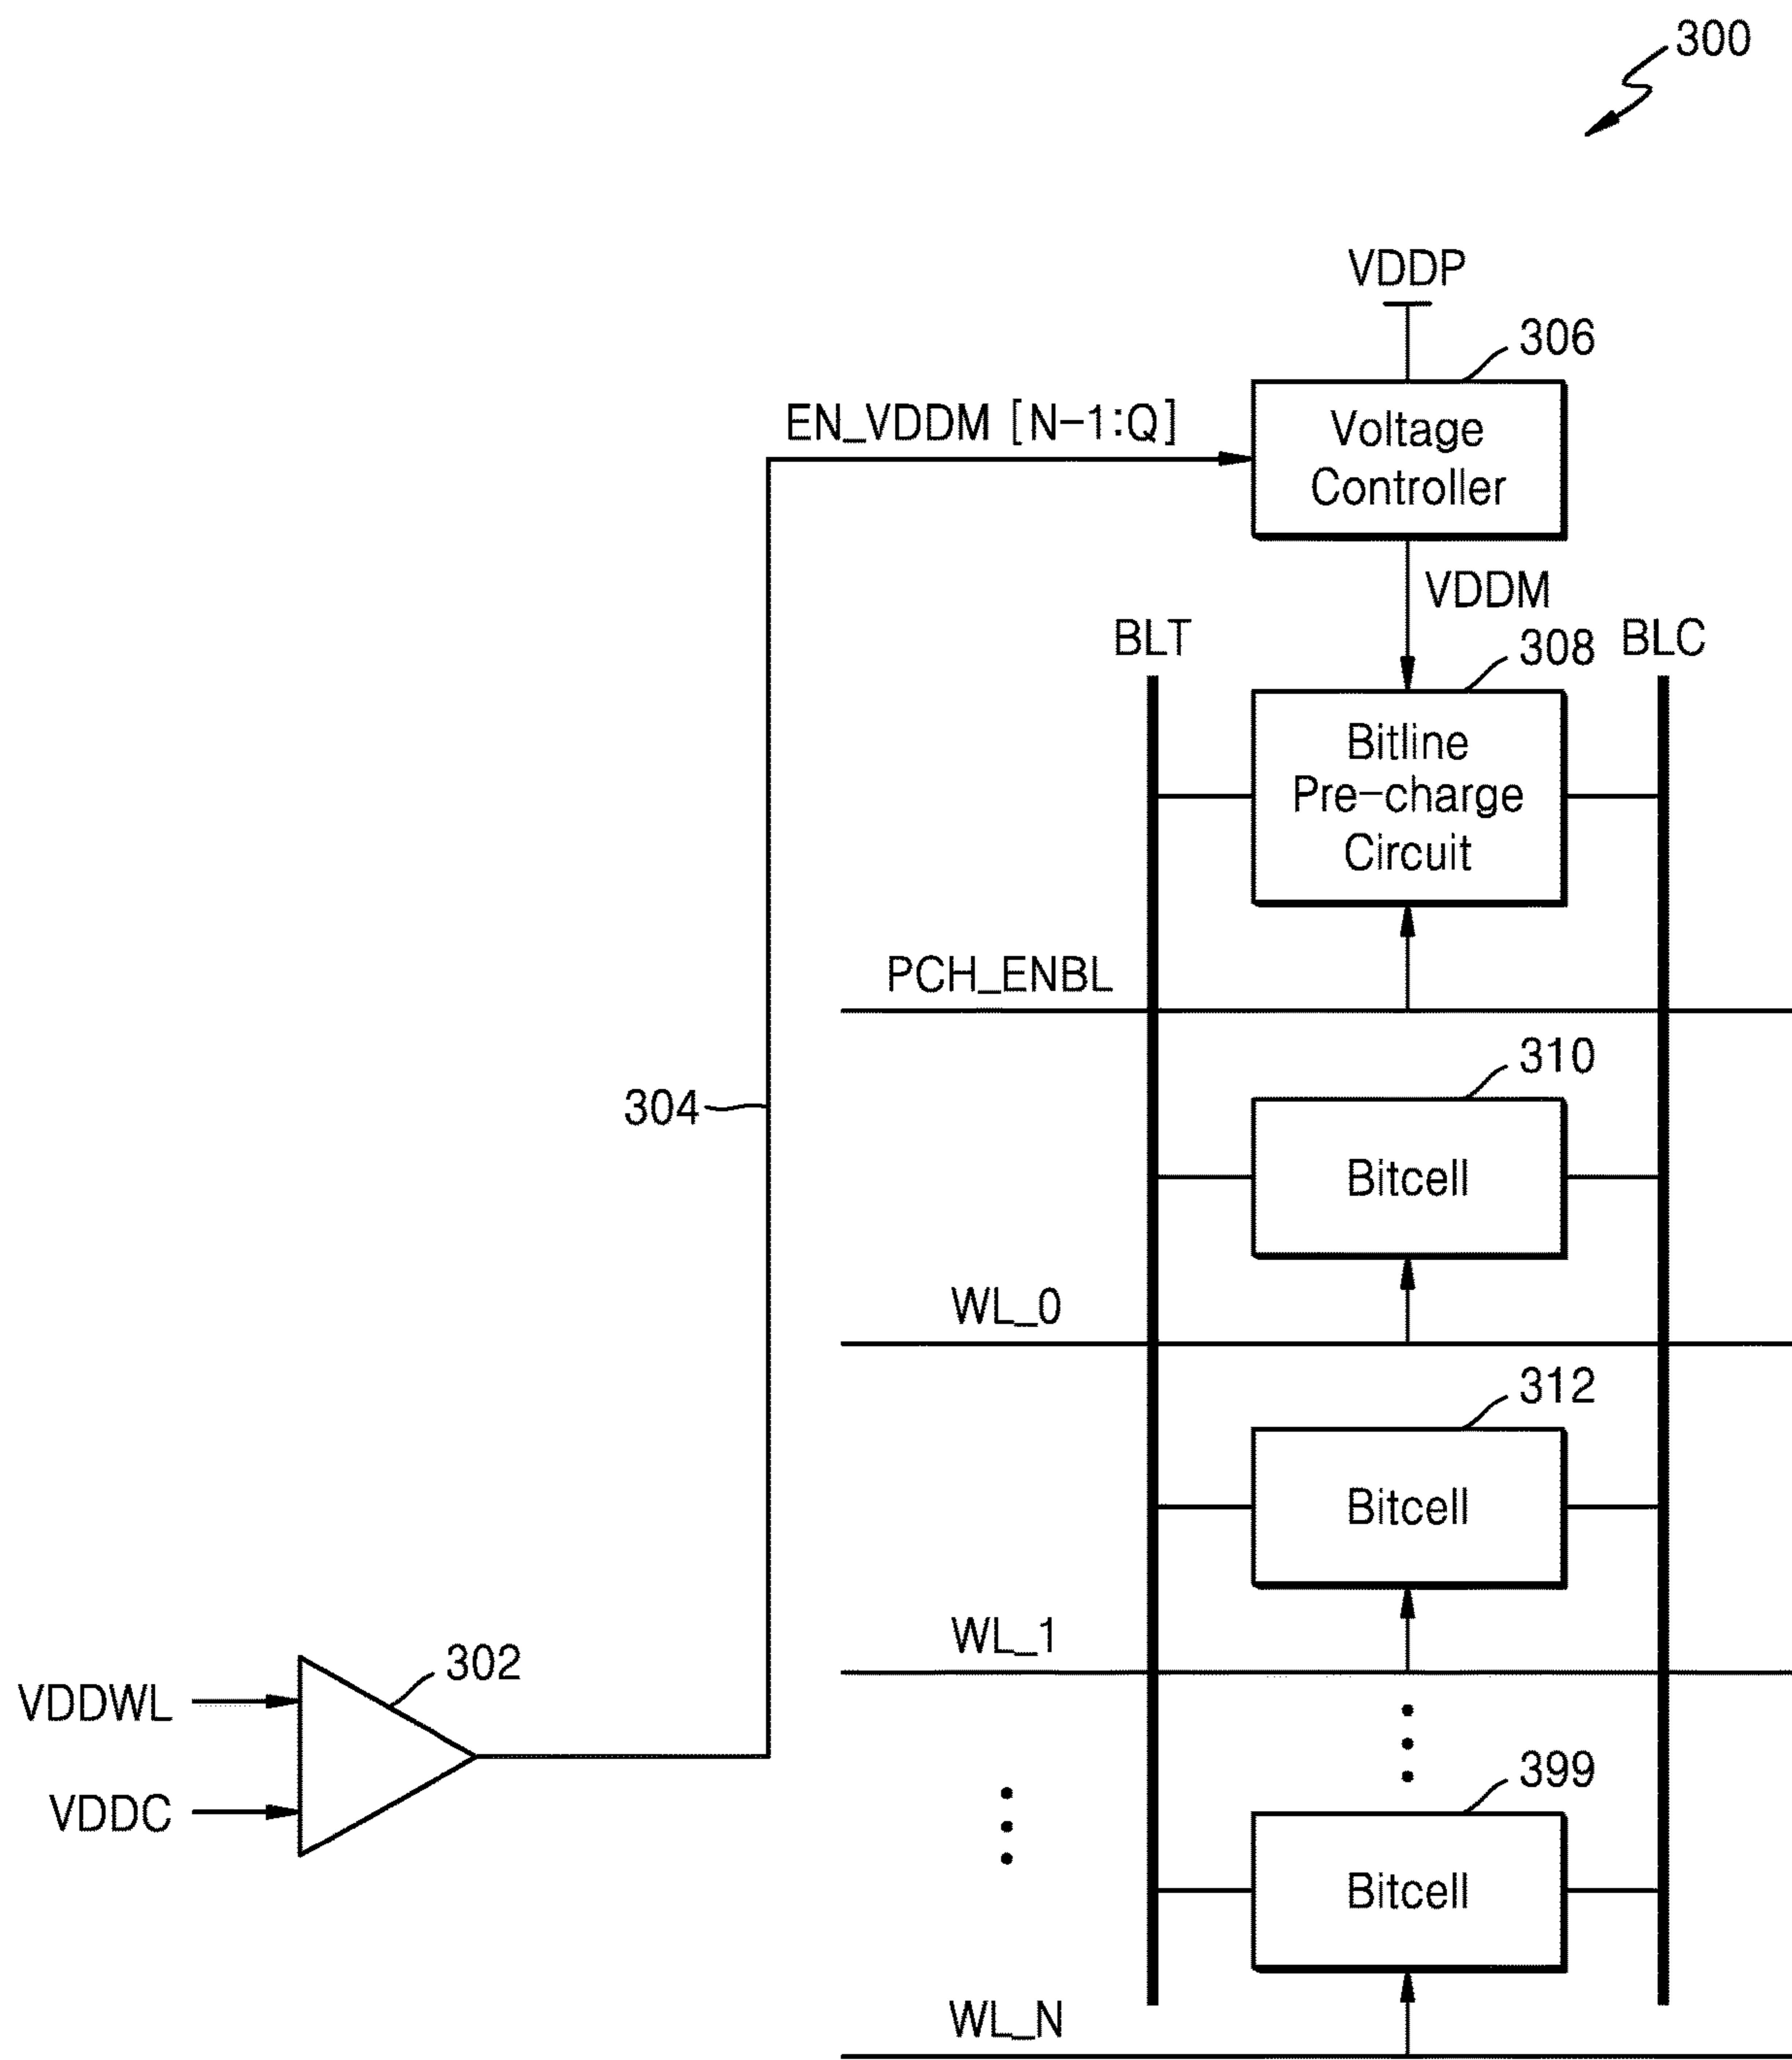 300
VDDP
306
EN_VDDM [N-1:Q]
Voltage
Controller
VDDM
BLT
308
BLC
Bitline
Pre-charge
Circuit
PCH_ENBL
310
304
Bitcell
WL_0
312
Bitcell
WL_1
302
VDDWL
399
VDDC
Bitcell
WL_N